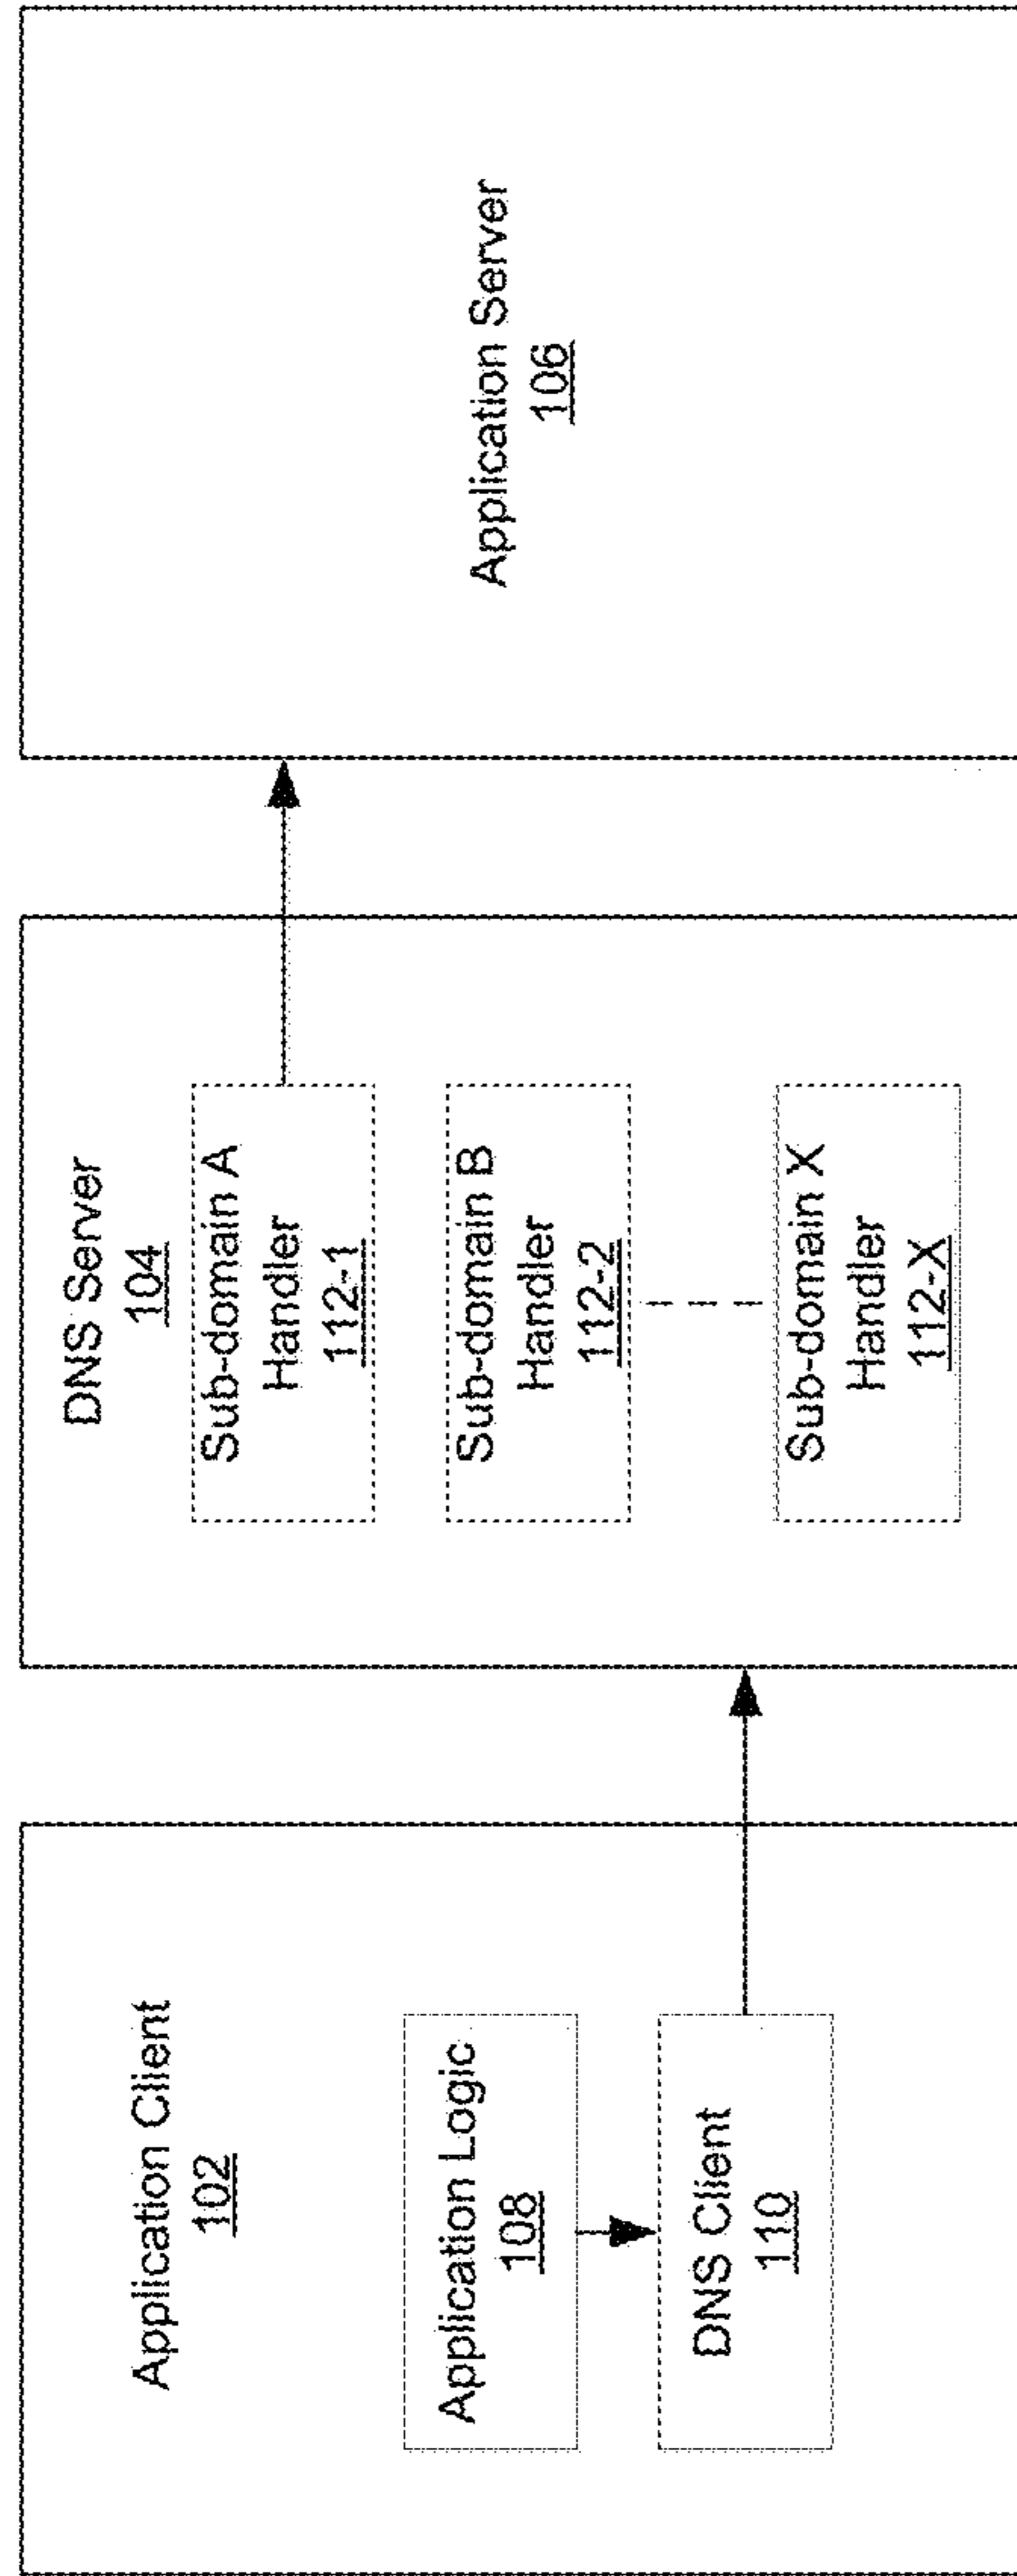 Application Client
102
Application Logic
108
DNS Client
110
DNS Server
104
Sub-domain A
Handler
112-1
Sub-domain B
Handler
112-2
Sub-domain X
Handler
112-X
Application Server
106